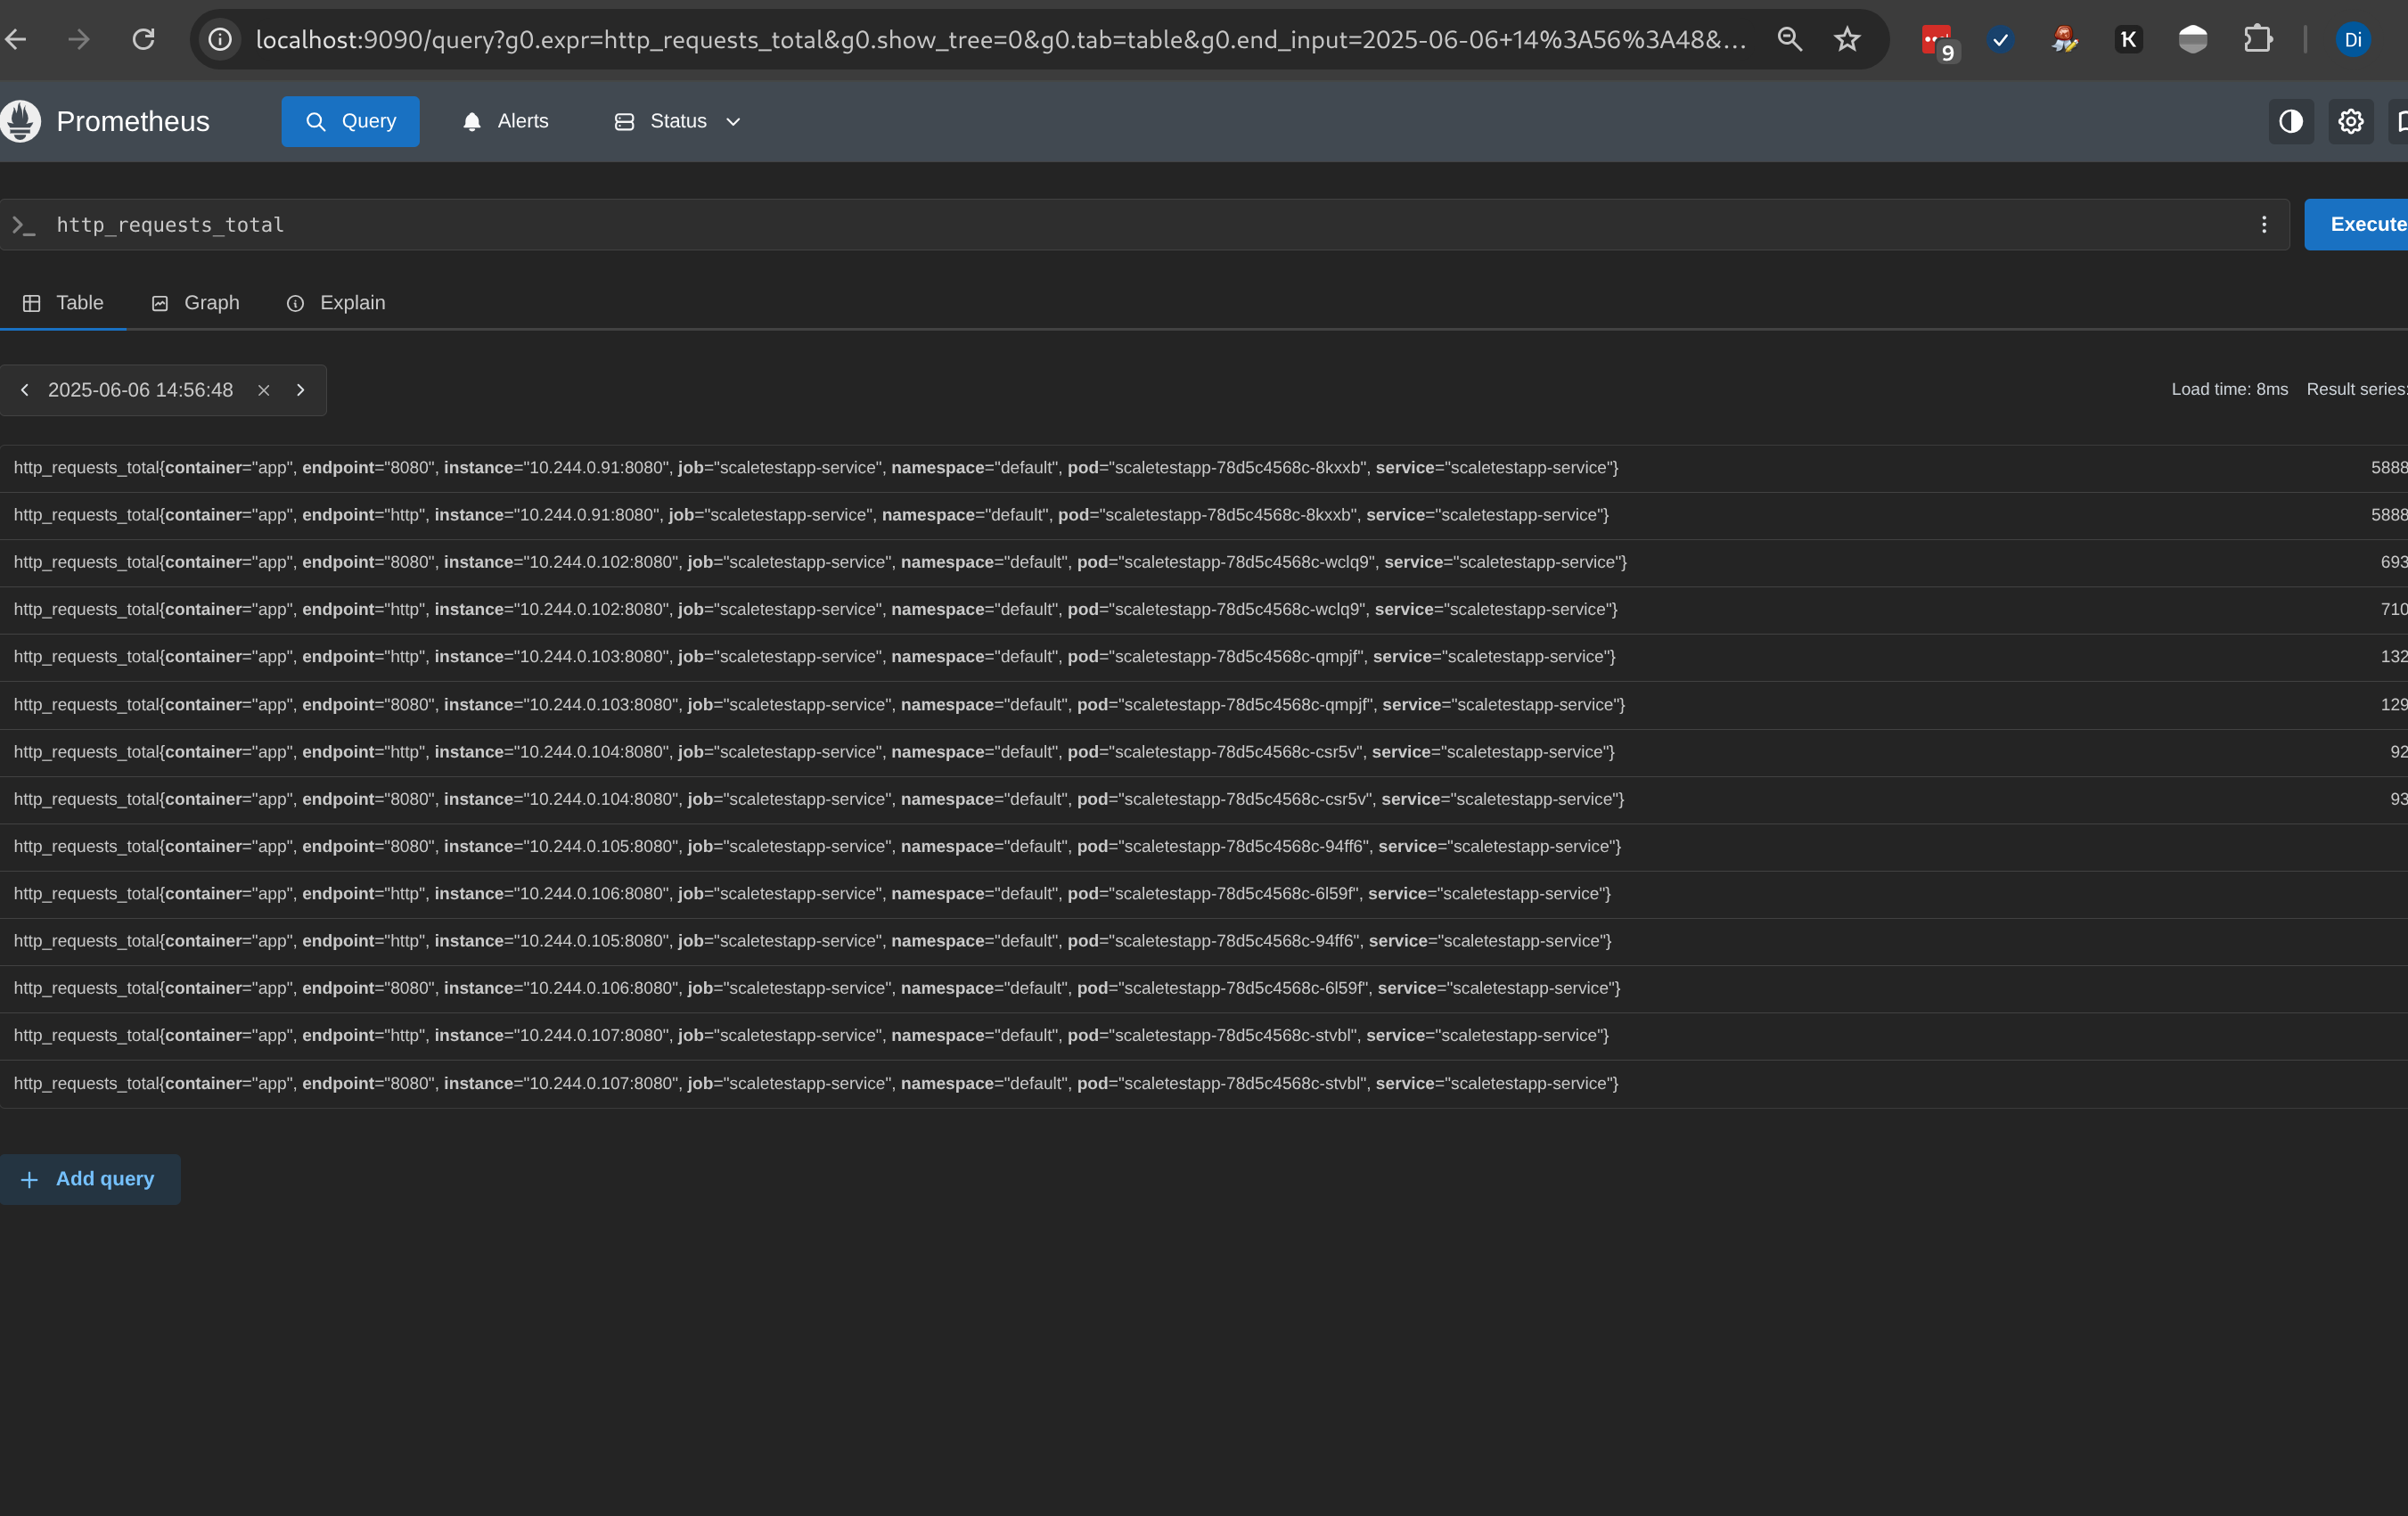 localhost:9090/query?g0.expr=http_requests_total&g0.show_tree=0&g0.tab=table&g0.end_input=2025-06-06+14%3A56%3A48&...
9
K
Di
Prometheus
Query
Alerts
Status
>_ http_requests_total
Execute
Table
Graph
Explain
2025-06-06 14:56:48
Load time: 8ms Result series:
http_requests_total{container="app", endpoint="8080", instance="10.244.0.91:8080", job="scaletestapp-service", namespace="default", pod="scaletestapp-78d5c4568c-8kxxb", service="scaletestapp-service"} 5888
http_requests_total{container="app", endpoint="http", instance="10.244.0.91:8080", job="scaletestapp-service", namespace="default", pod="scaletestapp-78d5c4568c-8kxxb", service="scaletestapp-service"} 5888
http_requests_total{container="app", endpoint="8080", instance="10.244.0.102:8080", job="scaletestapp-service", namespace="default", pod="scaletestapp-78d5c4568c-wclq9", service="scaletestapp-service"} 693
http_requests_total{container="app", endpoint="http", instance="10.244.0.102:8080", job="scaletestapp-service", namespace="default", pod="scaletestapp-78d5c4568c-wclq9", service="scaletestapp-service"} 710
http_requests_total{container="app", endpoint="http", instance="10.244.0.103:8080", job="scaletestapp-service", namespace="default", pod="scaletestapp-78d5c4568c-qmpjf", service="scaletestapp-service"} 132
http_requests_total{container="app", endpoint="8080", instance="10.244.0.103:8080", job="scaletestapp-service", namespace="default", pod="scaletestapp-78d5c4568c-qmpjf", service="scaletestapp-service"} 129
http_requests_total{container="app", endpoint="http", instance="10.244.0.104:8080", job="scaletestapp-service", namespace="default", pod="scaletestapp-78d5c4568c-csr5v", service="scaletestapp-service"} 92
http_requests_total{container="app", endpoint="8080", instance="10.244.0.104:8080", job="scaletestapp-service", namespace="default", pod="scaletestapp-78d5c4568c-csr5v", service="scaletestapp-service"} 93
http_requests_total{container="app", endpoint="8080", instance="10.244.0.105:8080", job="scaletestapp-service", namespace="default", pod="scaletestapp-78d5c4568c-94ff6", service="scaletestapp-service"}
http_requests_total{container="app", endpoint="http", instance="10.244.0.106:8080", job="scaletestapp-service", namespace="default", pod="scaletestapp-78d5c4568c-6l59f", service="scaletestapp-service"}
http_requests_total{container="app", endpoint="http", instance="10.244.0.105:8080", job="scaletestapp-service", namespace="default", pod="scaletestapp-78d5c4568c-94ff6", service="scaletestapp-service"}
http_requests_total{container="app", endpoint="8080", instance="10.244.0.106:8080", job="scaletestapp-service", namespace="default", pod="scaletestapp-78d5c4568c-6l59f", service="scaletestapp-service"}
http_requests_total{container="app", endpoint="http", instance="10.244.0.107:8080", job="scaletestapp-service", namespace="default", pod="scaletestapp-78d5c4568c-stvbl", service="scaletestapp-service"}
http_requests_total{container="app", endpoint="8080", instance="10.244.0.107:8080", job="scaletestapp-service", namespace="default", pod="scaletestapp-78d5c4568c-stvbl", service="scaletestapp-service"}
+ Add query